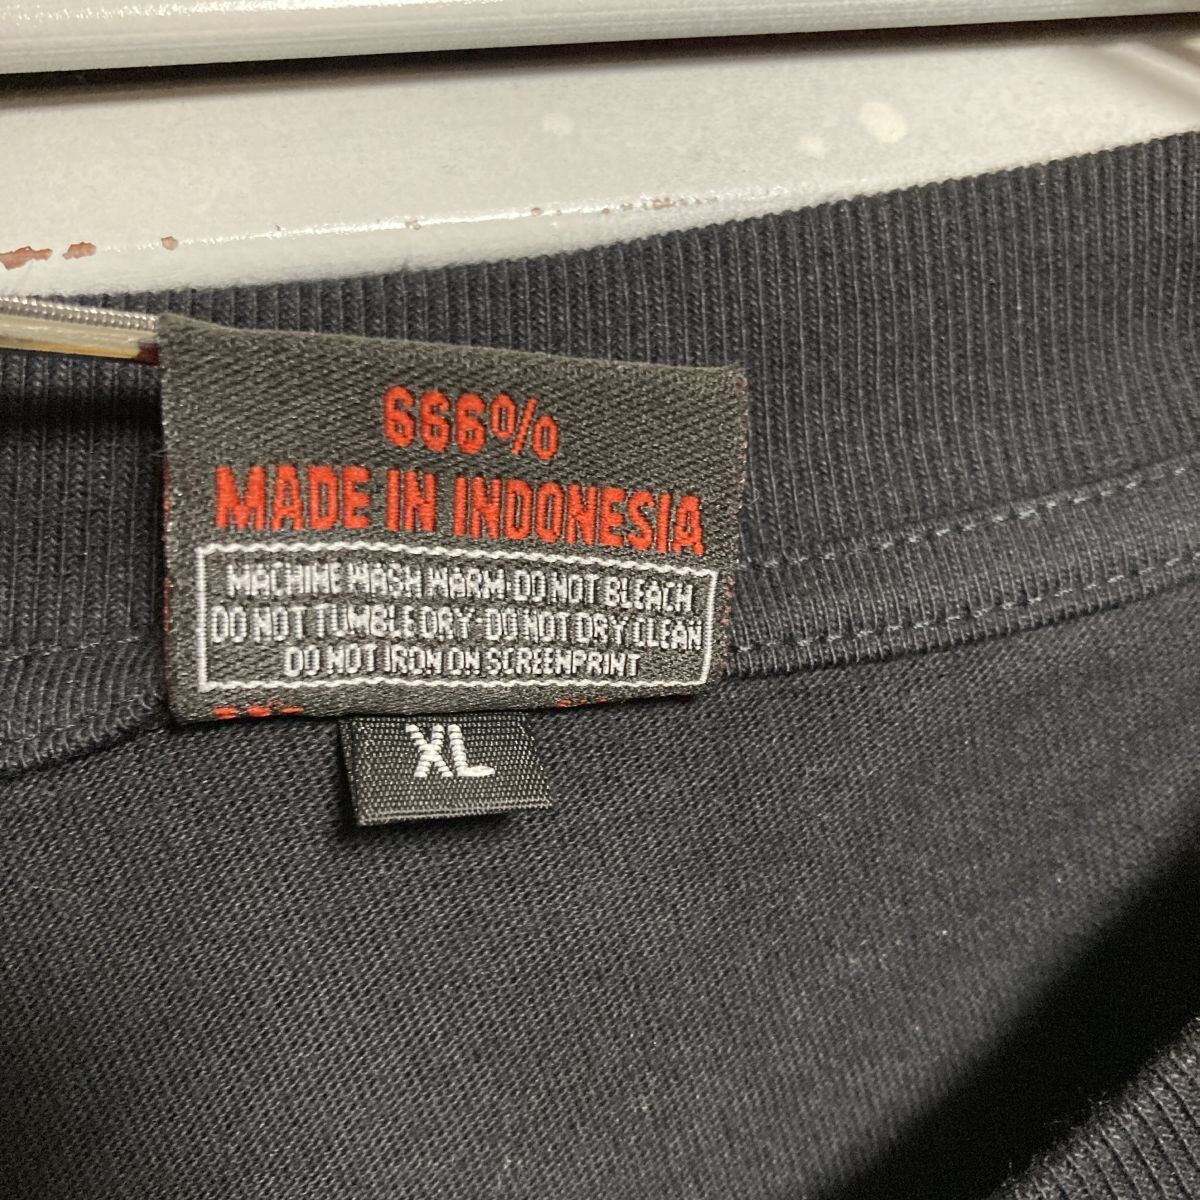 666%
MADE IN INDONESIA
MACHINE WASH WARM·DO NOT BLEACH
DO NOT TUMBLE DRY·DO NOT DRY CLEAN
DO NOT IRON ON SCREENPRINT
XL